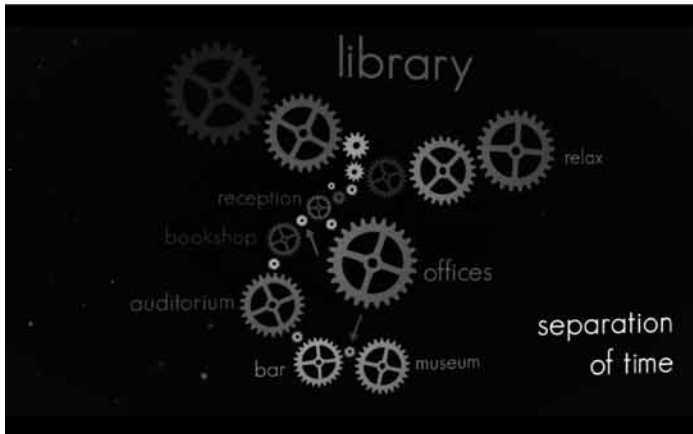 library
relax
reception
bookshop
offices
auditorium
separation
of time
bar
museum